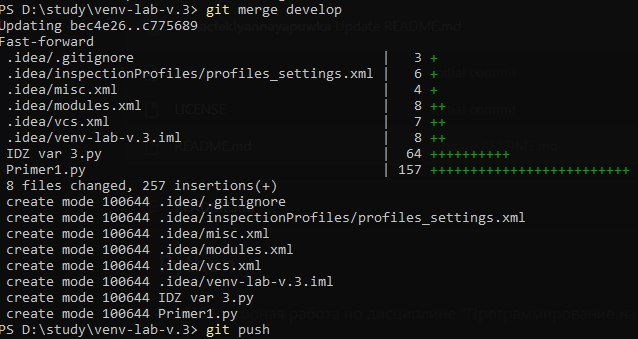 PS D:\study\venv-lab-v.3> git merge develop
Updating bec4e26..c775689
Fast-forward
.idea/.gitignore | 3 +
.idea/inspectionProfiles/profiles_settings.xml | 6 +
.idea/misc.xml | 4 +
.idea/modules.xml | 8 ++
.idea/vcs.xml | 7 ++
.idea/venv-lab-v.3.iml | 8 ++
IDZ var 3.py | 64 ++++++++++
Primer1.py | 157 +++++++++++++++++++++++++
8 files changed, 257 insertions(+)
create mode 100644 .idea/.gitignore
create mode 100644 .idea/inspectionProfiles/profiles_settings.xml
create mode 100644 .idea/misc.xml
create mode 100644 .idea/modules.xml
create mode 100644 .idea/vcs.xml
create mode 100644 .idea/venv-lab-v.3.iml
create mode 100644 IDZ var 3.py
create mode 100644 Primer1.py
PS D:\study\venv-lab-v.3> git push